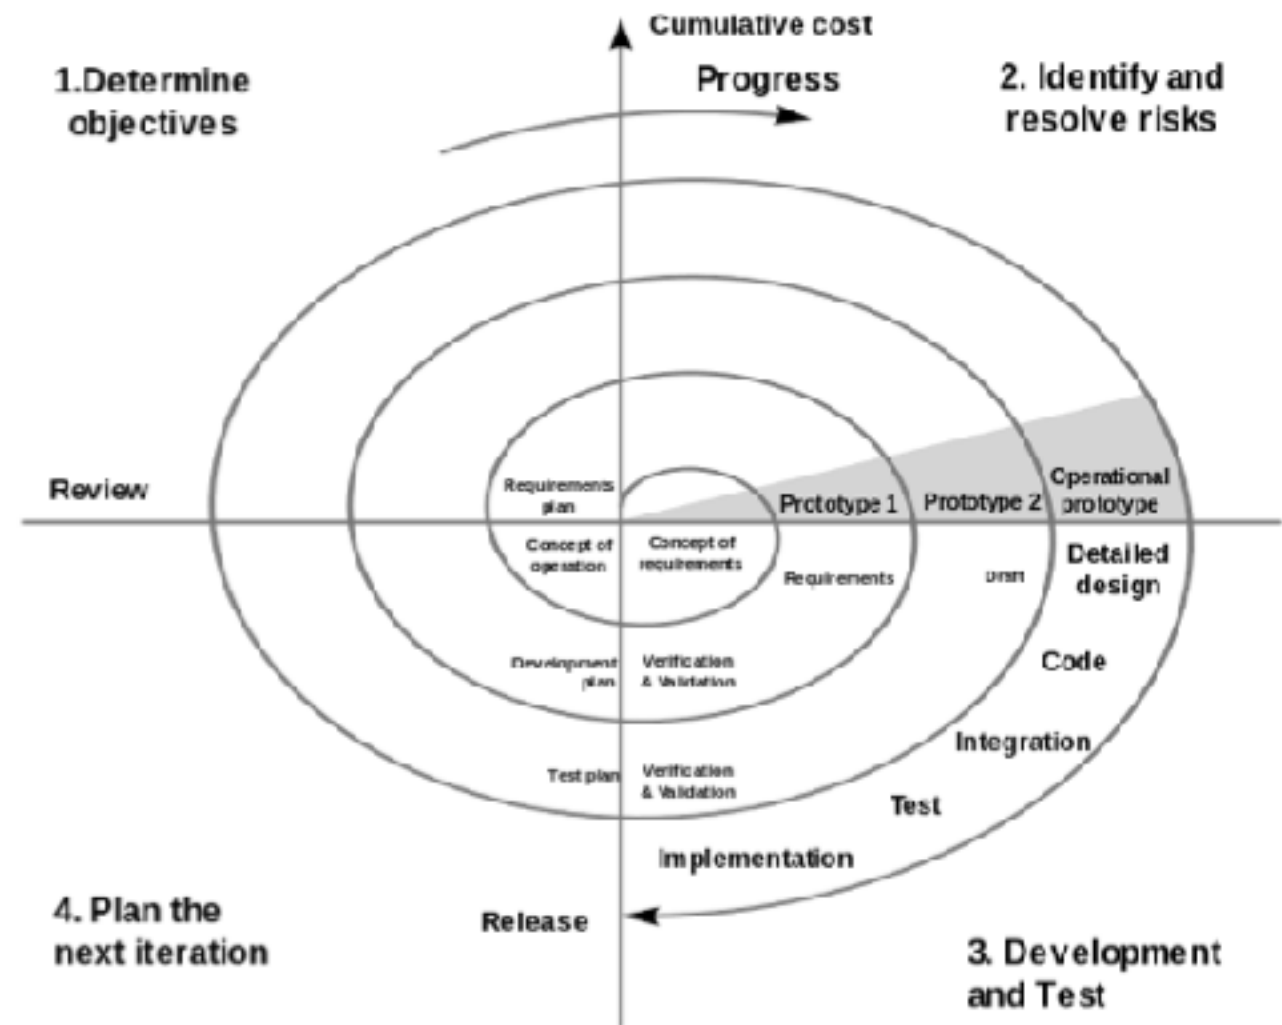 Cumulative cost
Progress
1.Determine
objectives
2. Identify and
resolve risks
Review
Requirements
plan
Prototype 1
Prototype 2
Operational
prototype
Concept of
operation
Concept of
requirements
Requirements
Draft
Detailed
design
Development
plan
Verification
& Validation
Code
Integration
Test plan
Verification
& Validation
Test
Implementation
Release
4. Plan the
next iteration
3. Development
and Test